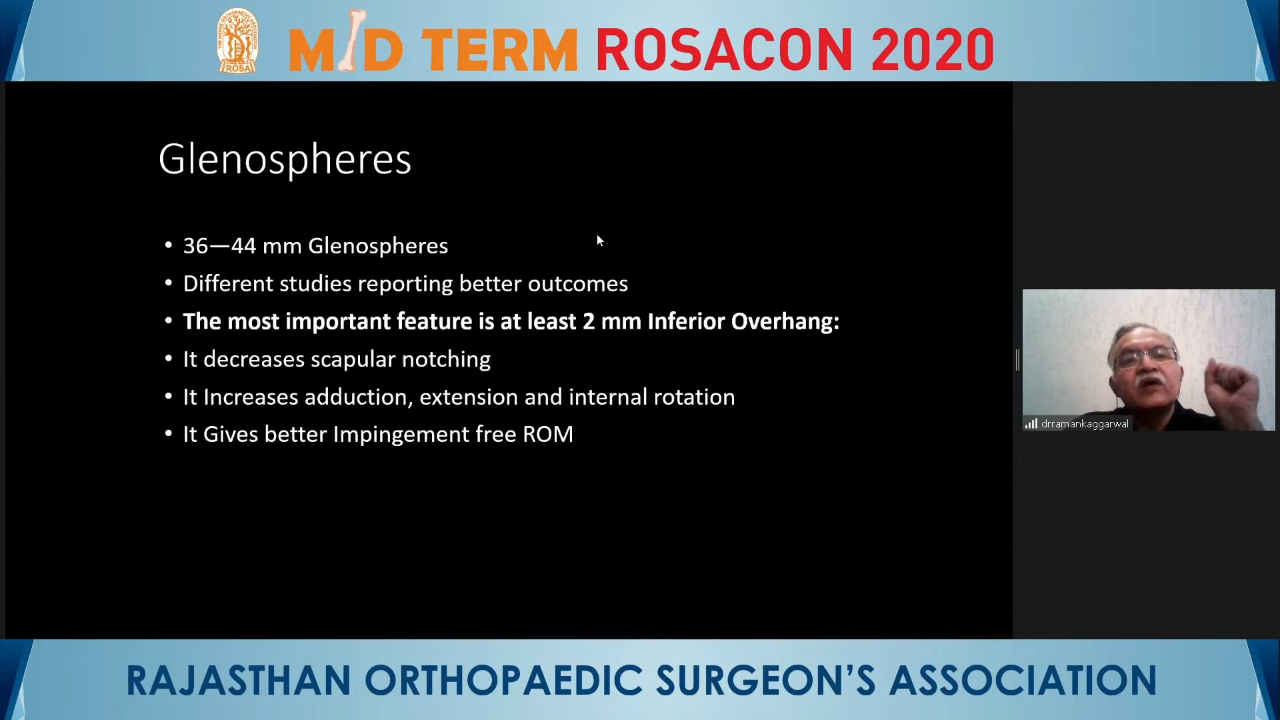 MID TERM ROSACON 2020
ROSA
Glenospheres
• 36—44 mm Glenospheres
• Different studies reporting better outcomes
• The most important feature is at least 2 mm Inferior Overhang:
• It decreases scapular notching
• It Increases adduction, extension and internal rotation
• It Gives better Impingement free ROM
drramankaggarwal
RAJASTHAN ORTHOPAEDIC SURGEON’S ASSOCIATION